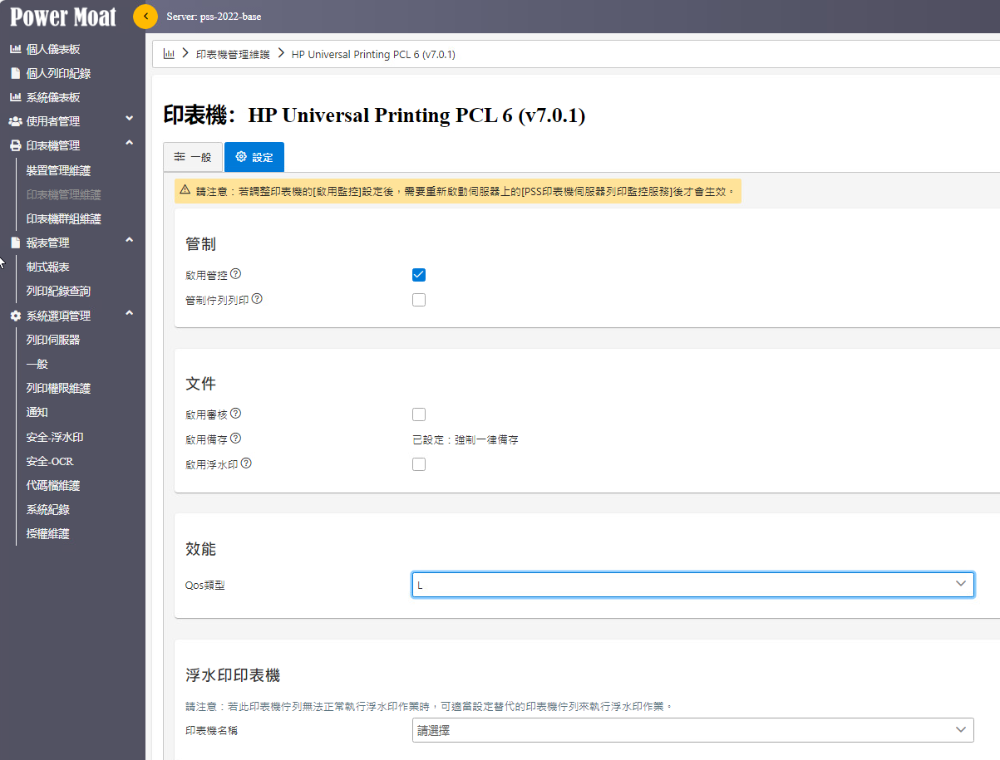 Power Moat
Server: pss-2022-base
個人儀表板
個人列印紀錄
系統儀表板
使用者管理
印表機管理
裝置管理維護
印表機管理維護
印表機群組維護
報表管理
制式報表
列印紀錄查詢
系統選項管理
列印伺服器
一般
列印權限維護
通知
安全-浮水印
安全-OCR
代碼檔維護
系統紀錄
授權維護
印表機管理維護 HP Universal Printing PCL 6 (v7.0.1)
印表機：HP Universal Printing PCL 6 (v7.0.1)
一般 設定
請注意：若調整印表機的[啟用監控]設定後，需要重新啟動伺服器上的[PSS印表機伺服器列印監控服務]後才會生效。
管制
啟用管控
管制佇列列印
文件
啟用審核
啟用備存 已設定：強制一律備存
啟用浮水印
效能
Qos類型 L
浮水印印表機
請注意：若此印表機佇列無法正常執行浮水印作業時，可適當設定替代的印表機佇列來執行浮水印作業。
印表機名稱 請選擇